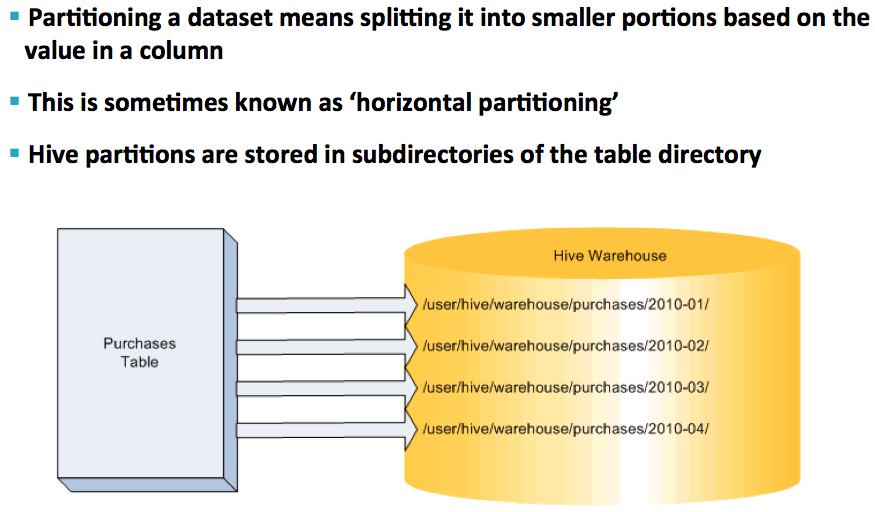 ▪ Partitioning a dataset means splitting it into smaller portions based on the
value in a column
▪ This is sometimes known as ‘horizontal partitioning’
▪ Hive partitions are stored in subdirectories of the table directory
Hive Warehouse
Purchases
Table
/user/hive/warehouse/purchases/2010-01/
/user/hive/warehouse/purchases/2010-02/
/user/hive/warehouse/purchases/2010-03/
/user/hive/warehouse/purchases/2010-04/